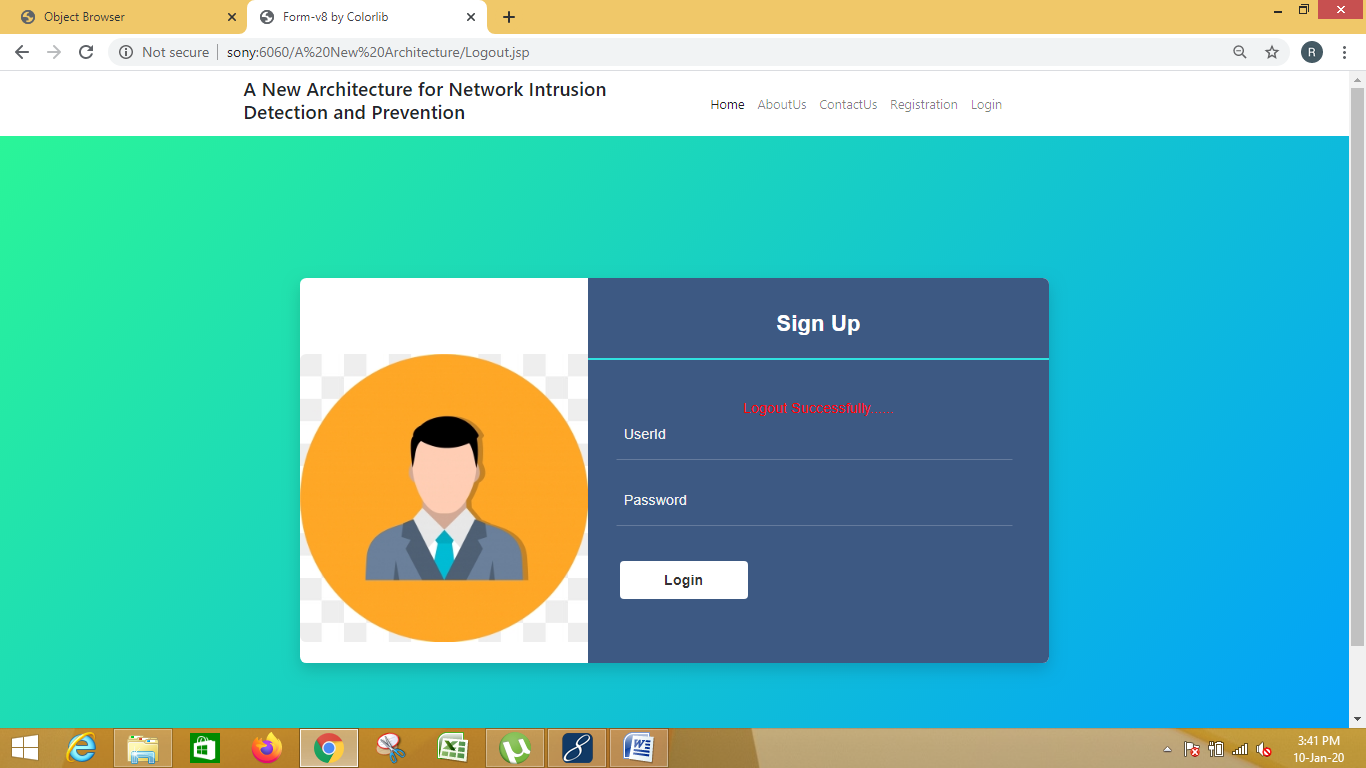 Object Browser
Form-v8 by Colorlib
Not secure
sony:6060/A%20New%20Architecture/Logout.jsp
R
A New Architecture for Network Intrusion
Detection and Prevention
Home AboutUs ContactUs Registration Login
Sign Up
Logout Successfully......
UserId
Password
Login
3:41 PM
10-Jan-20